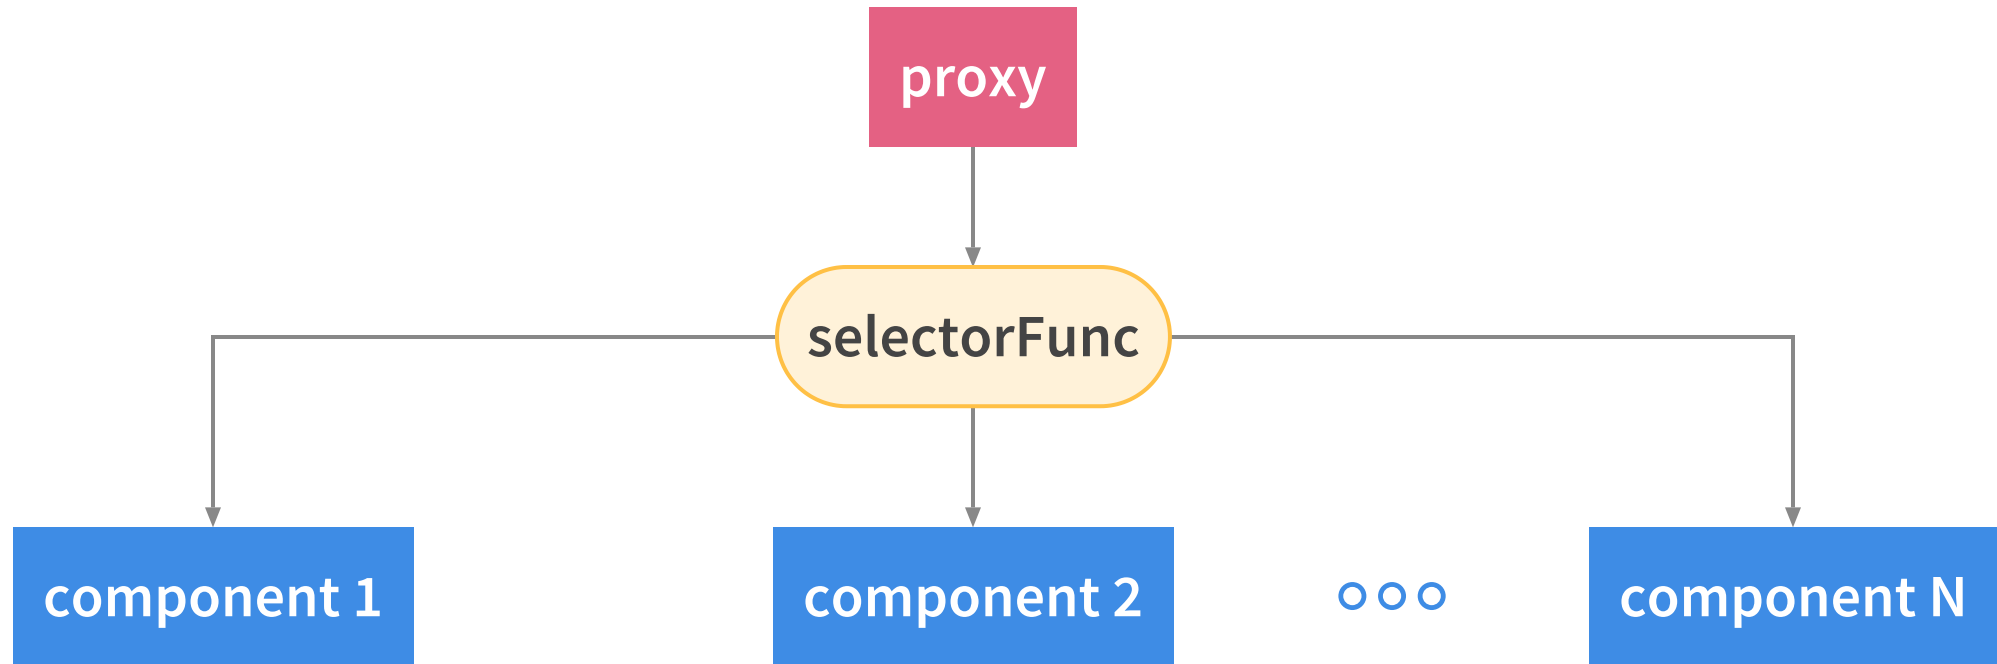 proxy
selectorFunc
component 1
component 2
component N